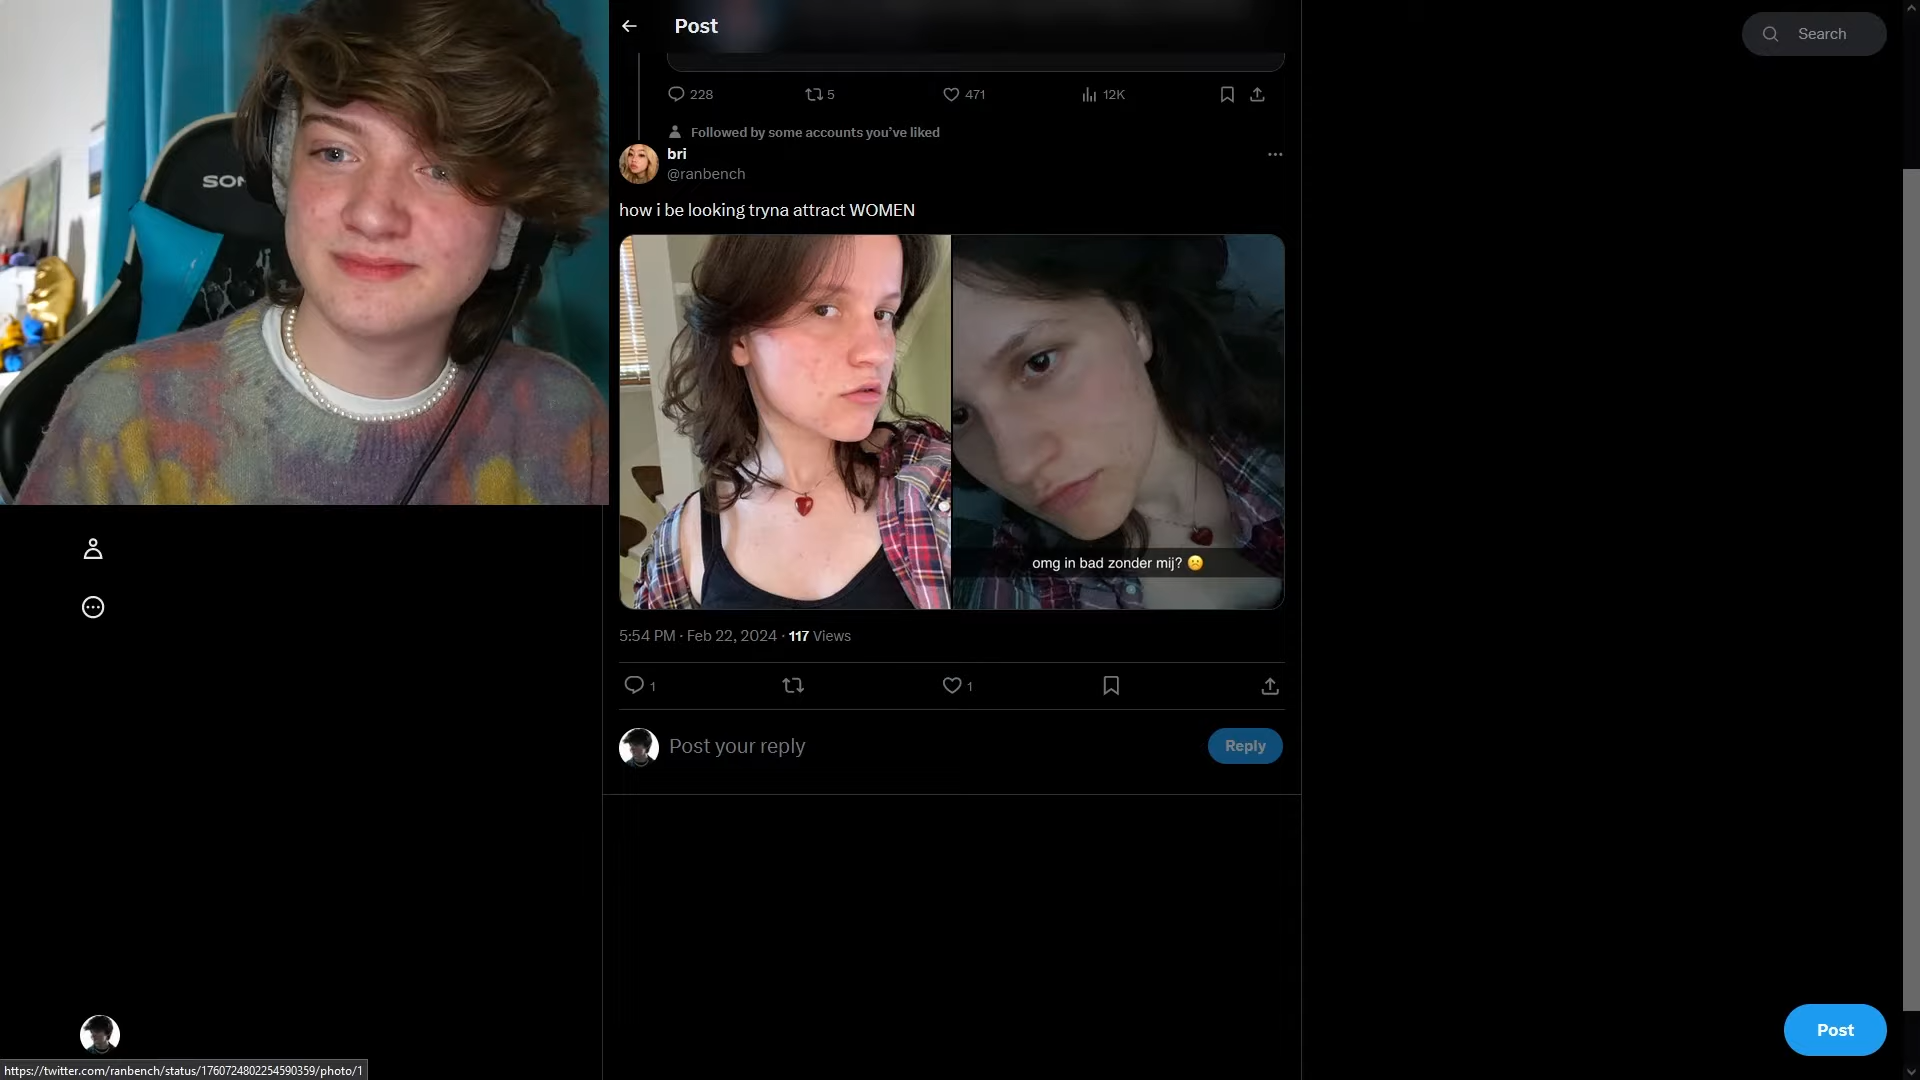 Post
Search
228
5
471
12K
Followed by some accounts you’ve liked
bri
@ranbench
how i be looking tryna attract WOMEN
omg in bad zonder mij? ☹️
5:54 PM · Feb 22, 2024 · 117 Views
1
1
Post your reply
Reply
Post
https://twitter.com/ranbench/status/1760724802254590359/photo/1